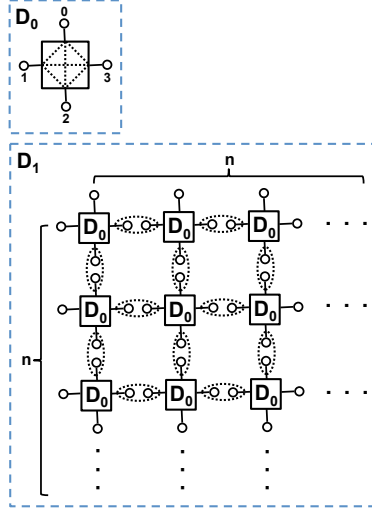 D₀
0
1
3
2
D₁
n
D₀ D₀ D₀ . . .
n
D₀ D₀ D₀ . . .
D₀ D₀ D₀ . . .
. . .
. . .
. . .